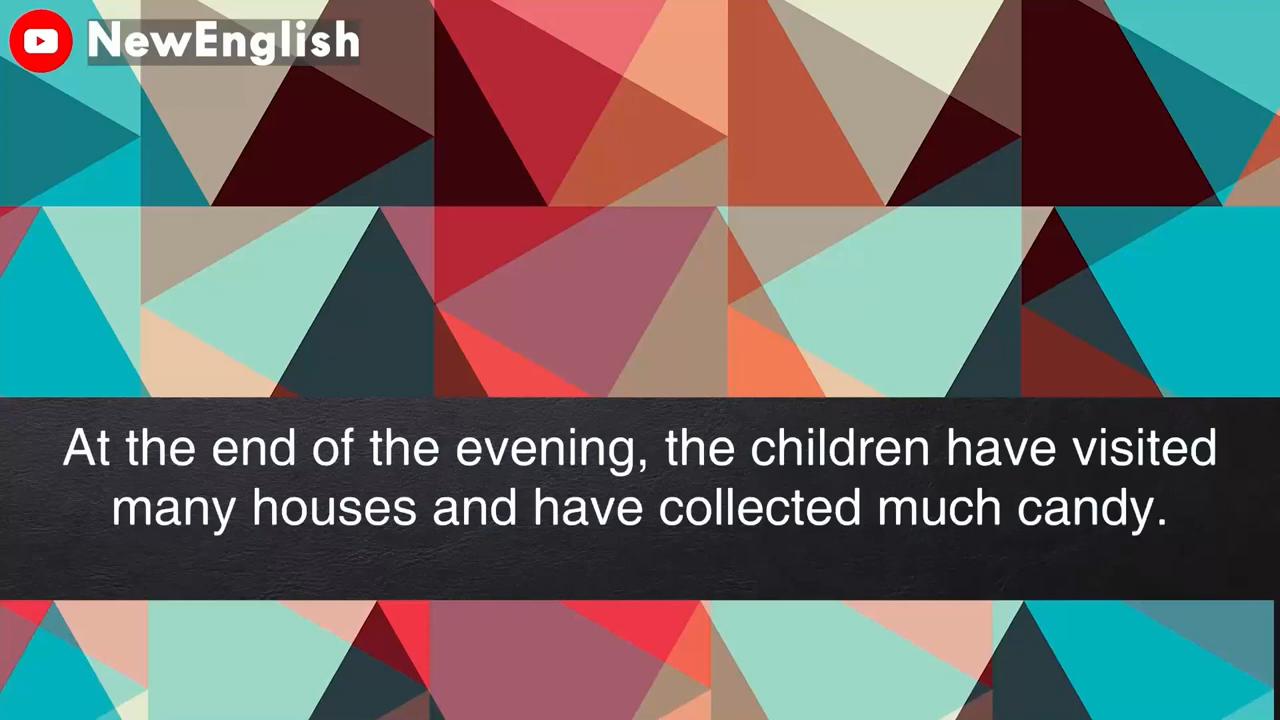 NewEnglish
At the end of the evening, the children have visited
many houses and have collected much candy.